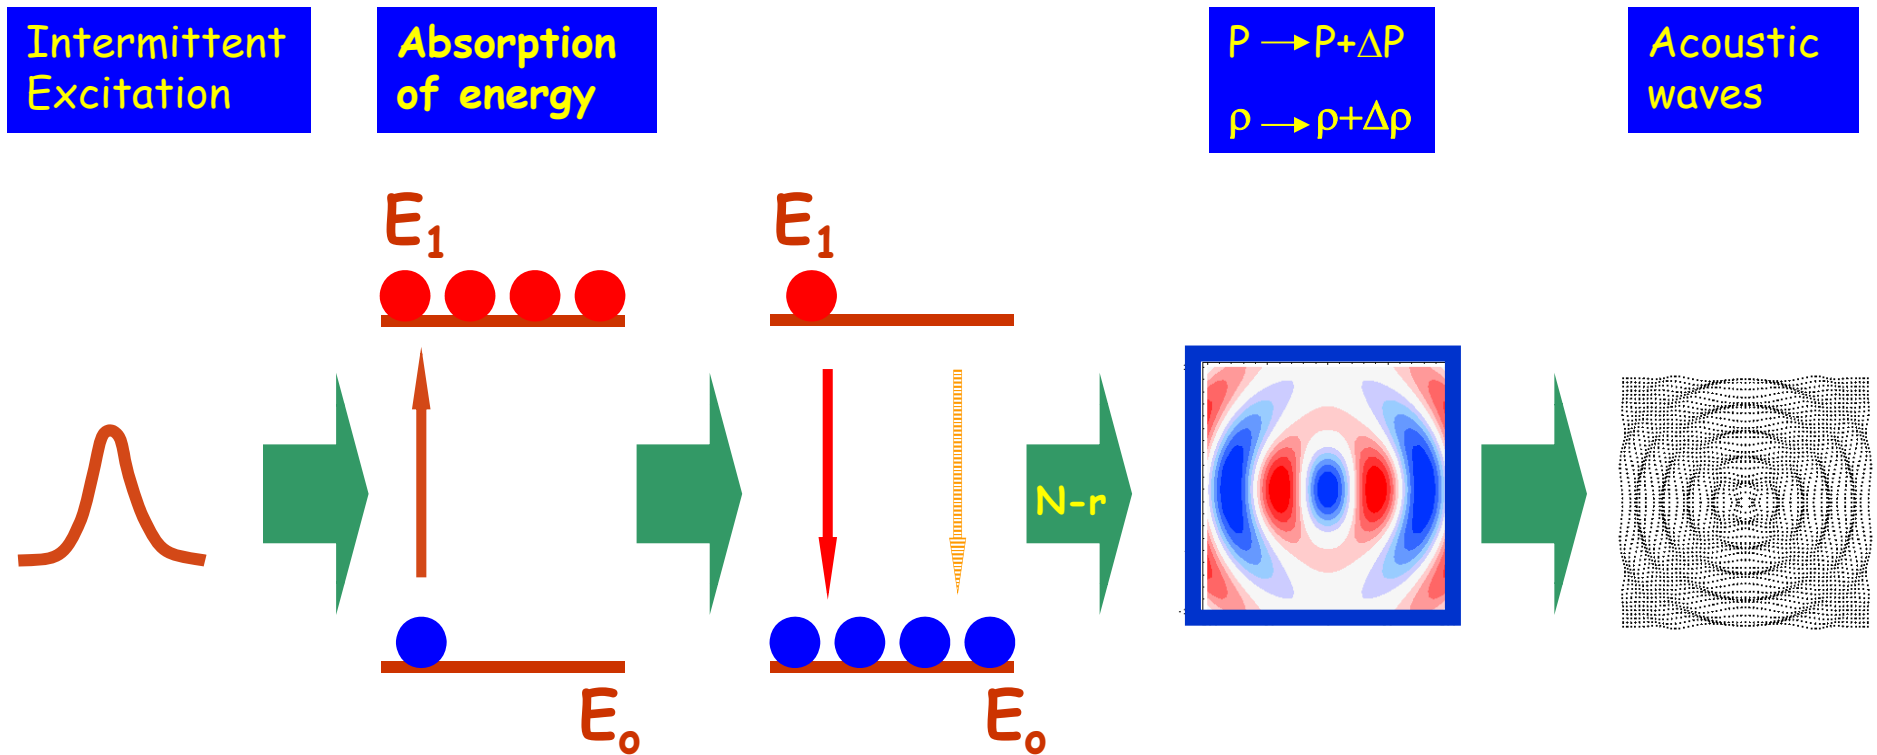 Intermittent
Excitation
Absorption
of energy
P → P+ΔP
ρ → ρ+Δρ
Acoustic
waves
E₁
E₁
N-r
E₀
E₀